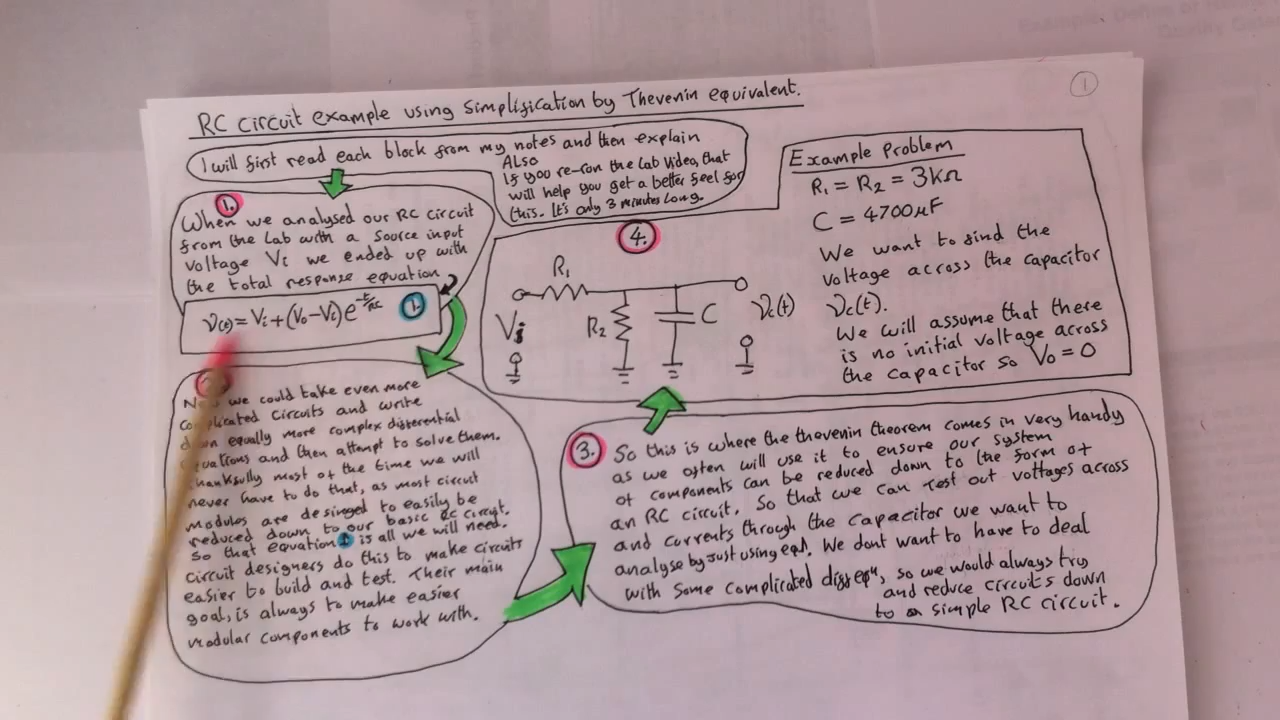 1
RC circuit example using simplification by Thevenin equivalent.
I will first read each block from my notes and then explain
Also
If you re-run the Lab video, that
will help you get a better feel for
this. It's only 3 minutes long.
1.
When we analysed our RC circuit
from the Lab with a source input
voltage Vi we ended up with
the total response equation
v(t) = Vi + (V0 – Vi)e^-t/RC 1.
Now we could take even more
complicated circuits and write
down equally more complex differential
equations and then attempt to solve them.
thankfully most of the time we will
never have to do that, as most circuit
modules are desinged to easily be
reduced down to our basic RC circuit.
so that equation 1 is all we will need.
circuit designers do this to make circuits
easier to build and test. Their main
goal, is always to make easier
modular components to work with.
3. So this is where the thevenin theorem comes in very handy
as we often will use it to ensure our system
of components can be reduced down to the form of
an RC circuit. So that we can test out voltages across
and currents through the capacitor we want to
analyse by just using eq1. We dont want to have to deal
with some complicated diff eqn, so we would always try
and reduce circuits down
to a simple RC circuit.
4.
R1
Vi
R2
C
Vc(t)
Example Problem
R1 = R2 = 3kΩ
C = 4700μF
We want to find the
voltage across the capacitor
Vc(t).
We will assume that there
is no initial voltage across
the capacitor so V0 = 0